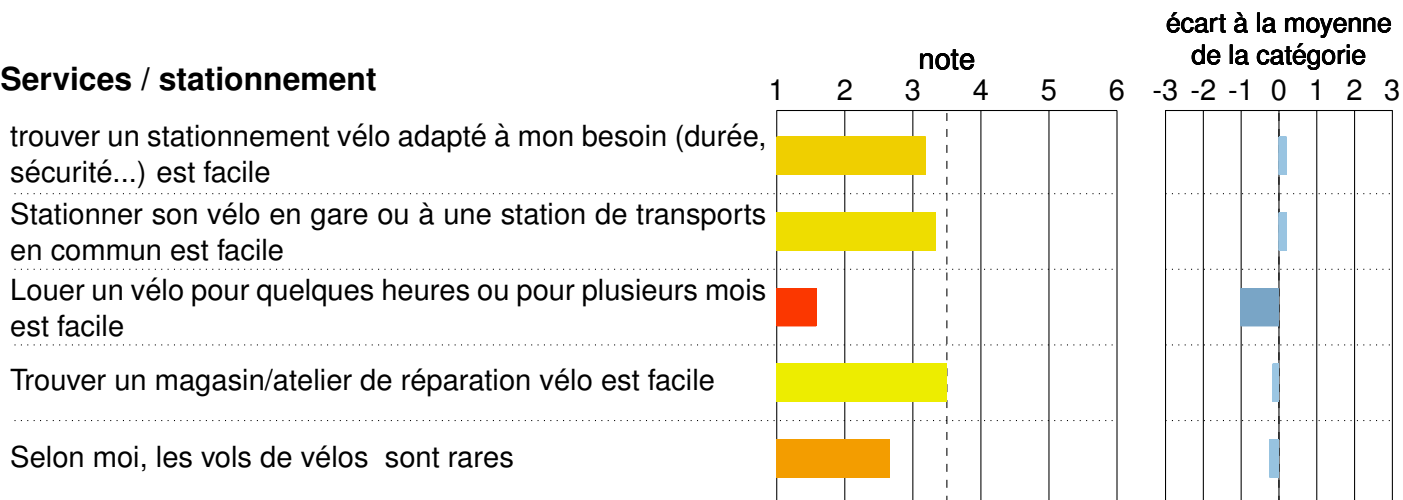 écart à la moyenne
note de la catégorie
Services / stationnement
1 2 3 4 5 6 -3 -2 -1 0 1 2 3
trouver un stationnement vélo adapté à mon besoin (durée,
sécurité...) est facile
Stationner son vélo en gare ou à une station de transports
en commun est facile
Louer un vélo pour quelques heures ou pour plusieurs mois
est facile
Trouver un magasin/atelier de réparation vélo est facile
Selon moi, les vols de vélos sont rares